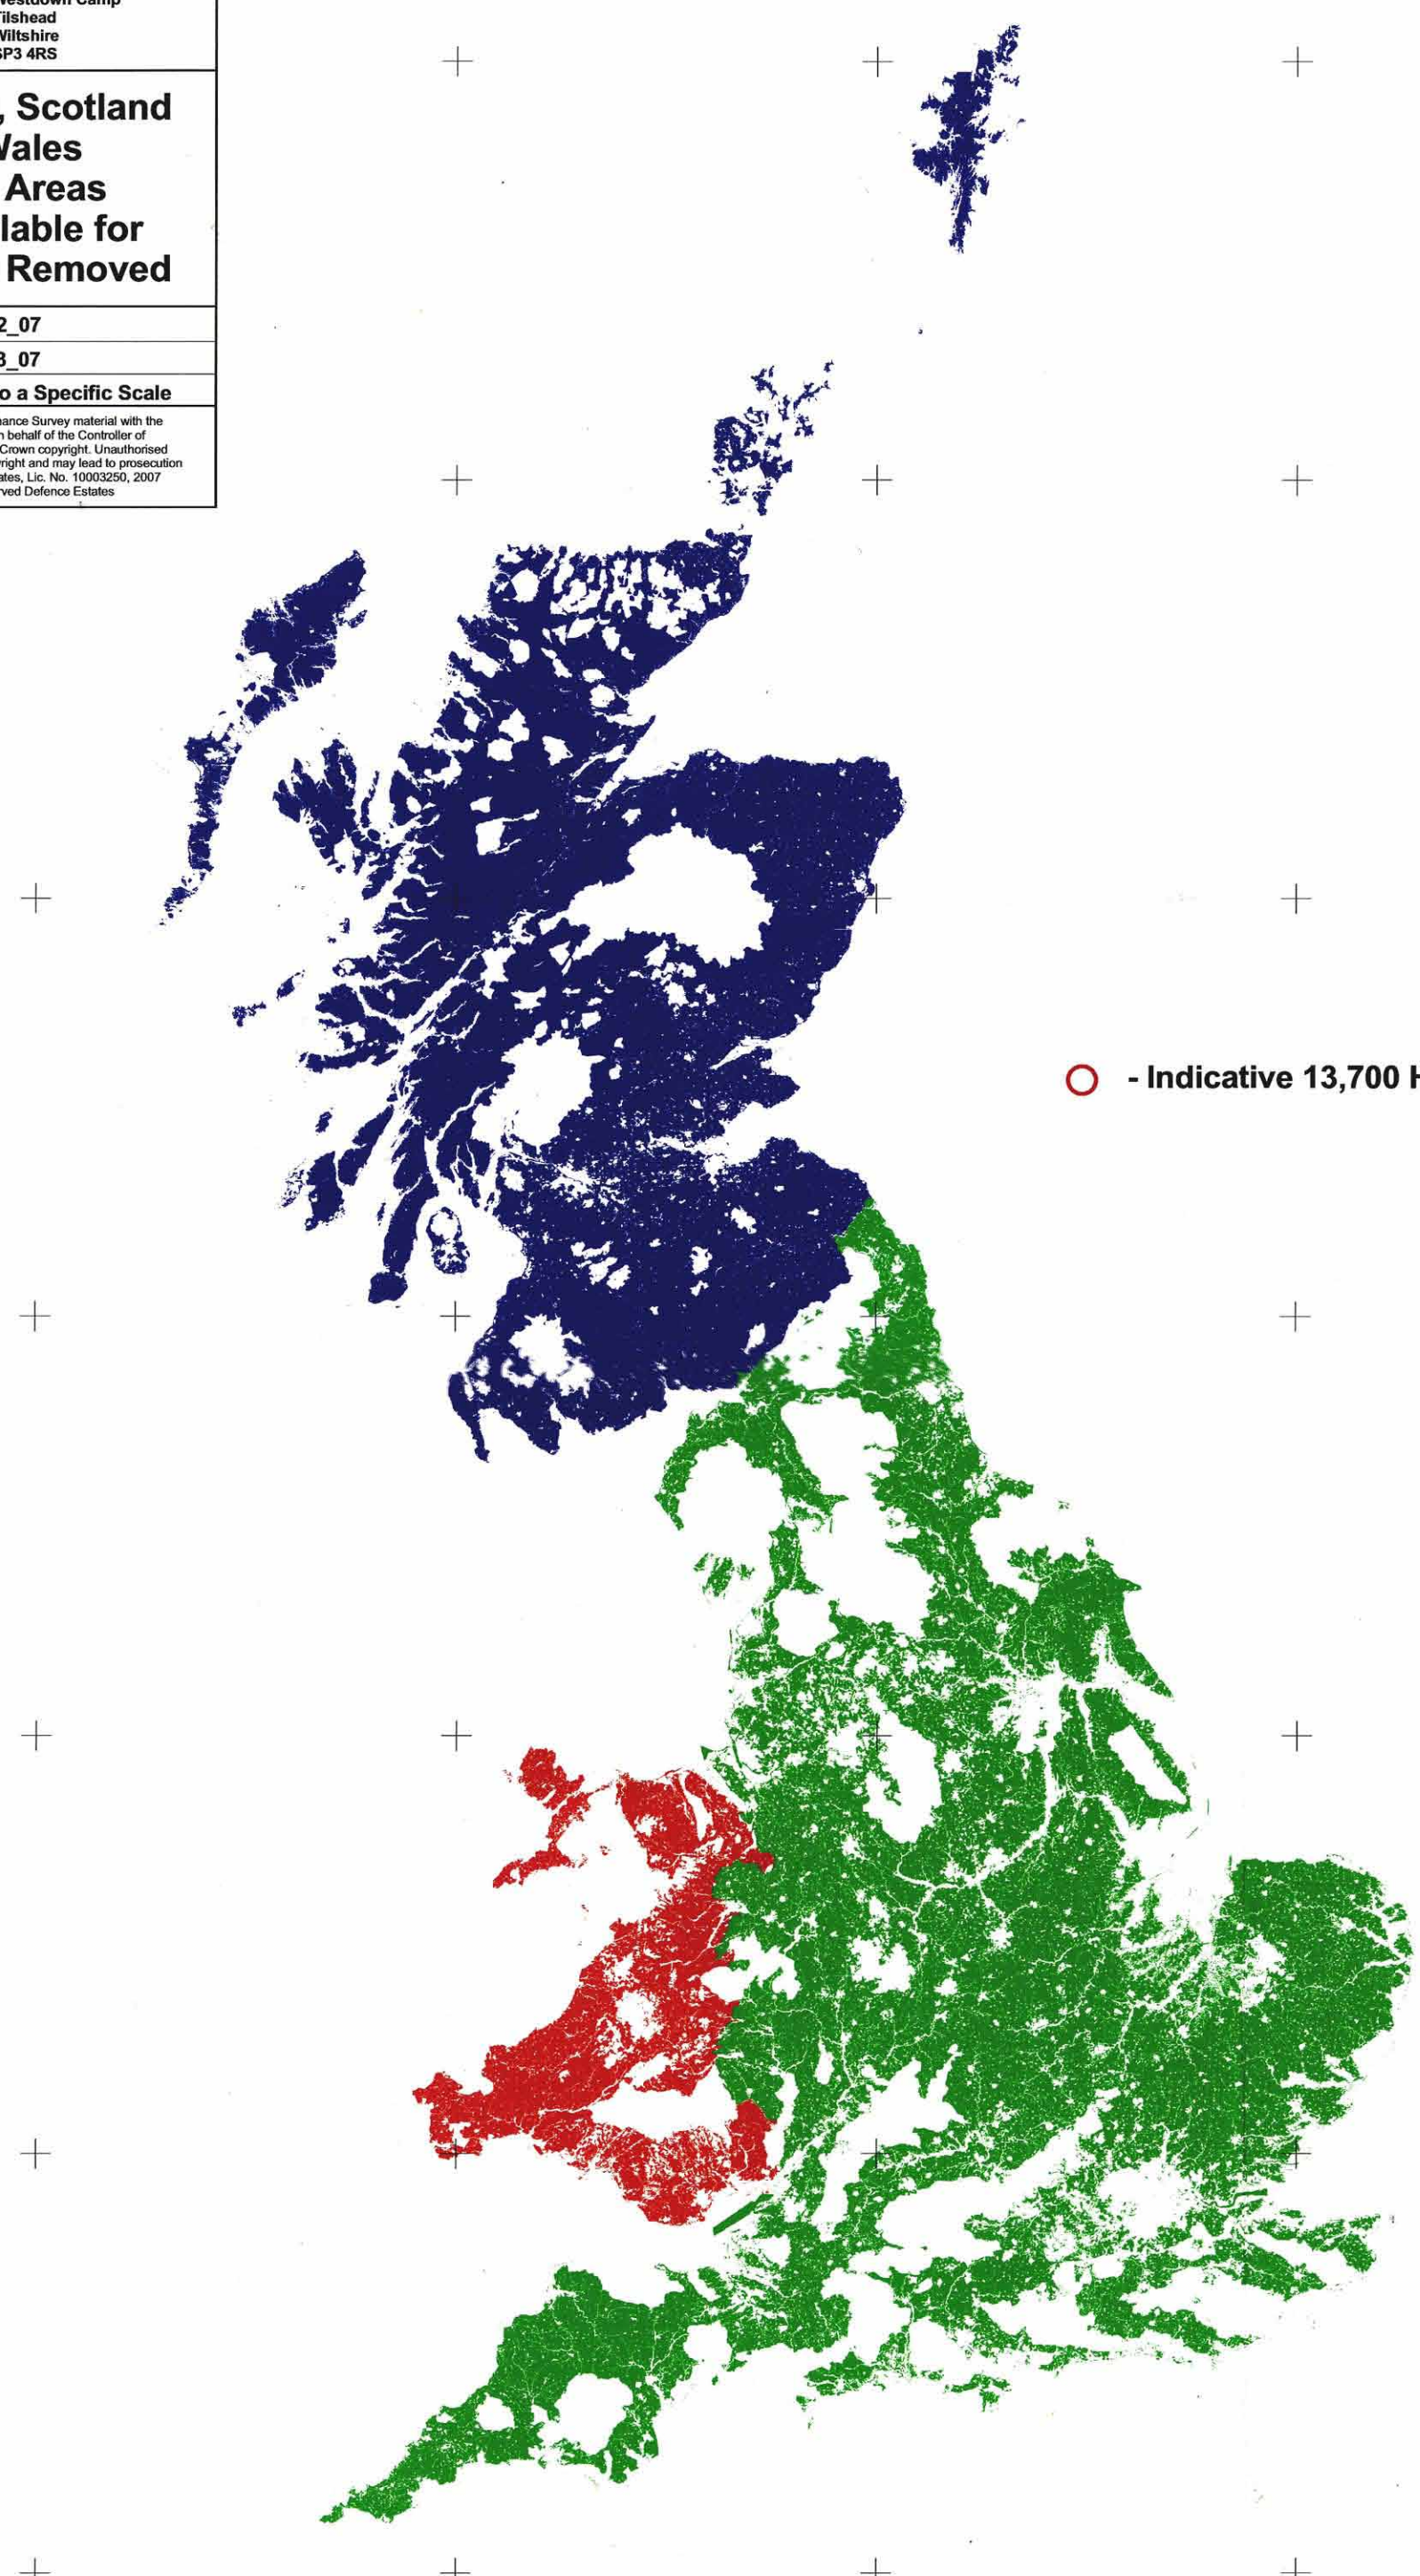 Westdown Camp
Tilshead
Wiltshire
SP3 4RS
, Scotland
Wales
Areas
lable for
Removed
2_07
3_07
o a Specific Scale
nance Survey material with the
n behalf of the Controller of
Crown copyright. Unauthorised
right and may lead to prosecution
ates, Lic. No. 10003250, 2007
ved Defence Estates
- Indicative 13,700 H